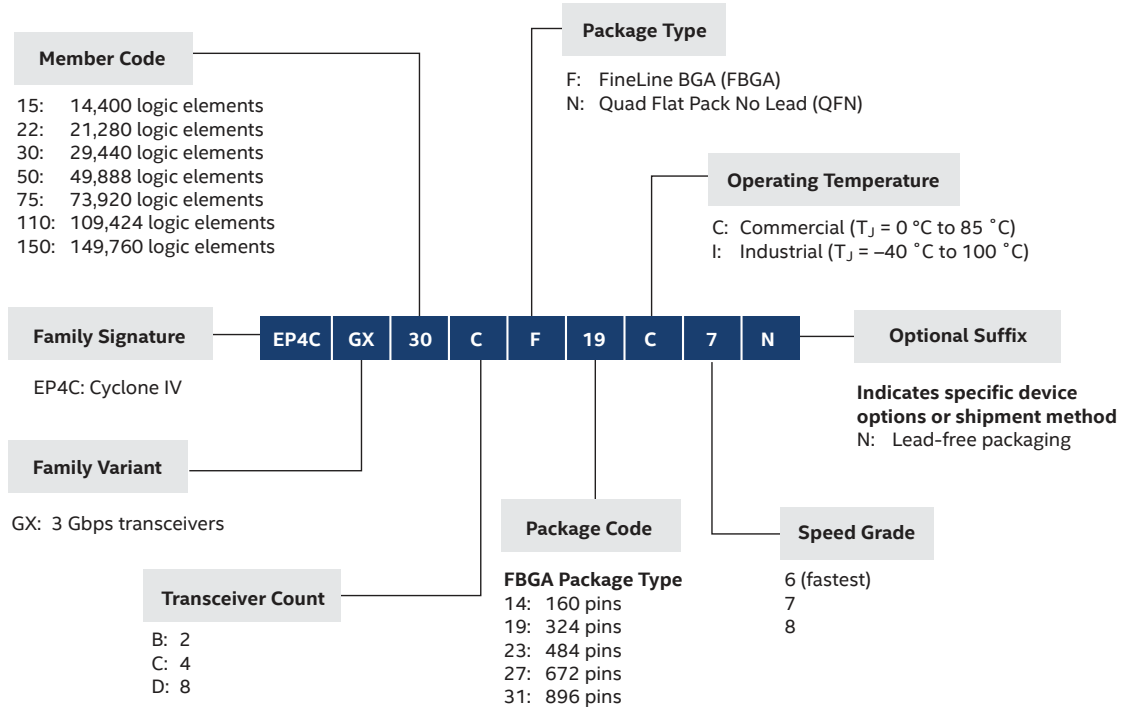 Package Type
F: FineLine BGA (FBGA)
N: Quad Flat Pack No Lead (QFN)
Member Code
15: 14,400 logic elements
22: 21,280 logic elements
30: 29,440 logic elements
50: 49,888 logic elements
75: 73,920 logic elements
110: 109,424 logic elements
150: 149,760 logic elements
Operating Temperature
C: Commercial (TJ = 0 °C to 85 ˚C)
I: Industrial (TJ = –40 ˚C to 100 ˚C)
Family Signature
EP4C: Cyclone IV
EP4C GX 30 C F 19 C 7 N
Optional Suffix
Indicates specific device
options or shipment method
N: Lead-free packaging
Family Variant
GX: 3 Gbps transceivers
Transceiver Count
B: 2
C: 4
D: 8
Package Code
FBGA Package Type
14: 160 pins
19: 324 pins
23: 484 pins
27: 672 pins
31: 896 pins
Speed Grade
6 (fastest)
7
8